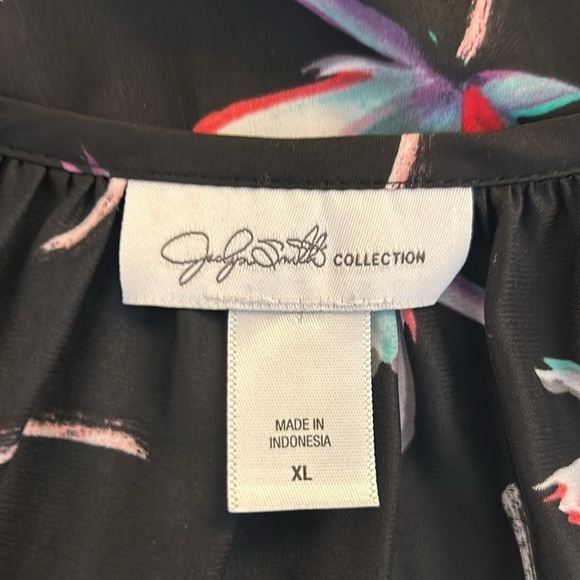 Jaclyn Smith COLLECTION
MADE IN
INDONESIA
XL